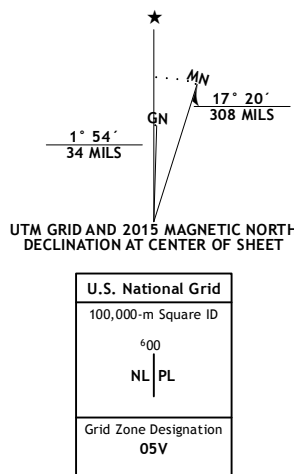 ★
MN
GN
17° 20´
308 MILS
1° 54´
34 MILS
UTM GRID AND 2015 MAGNETIC NORTH
DECLINATION AT CENTER OF SHEET
U.S. National Grid
100,000-m Square ID
⁶00
NL PL
Grid Zone Designation
05V